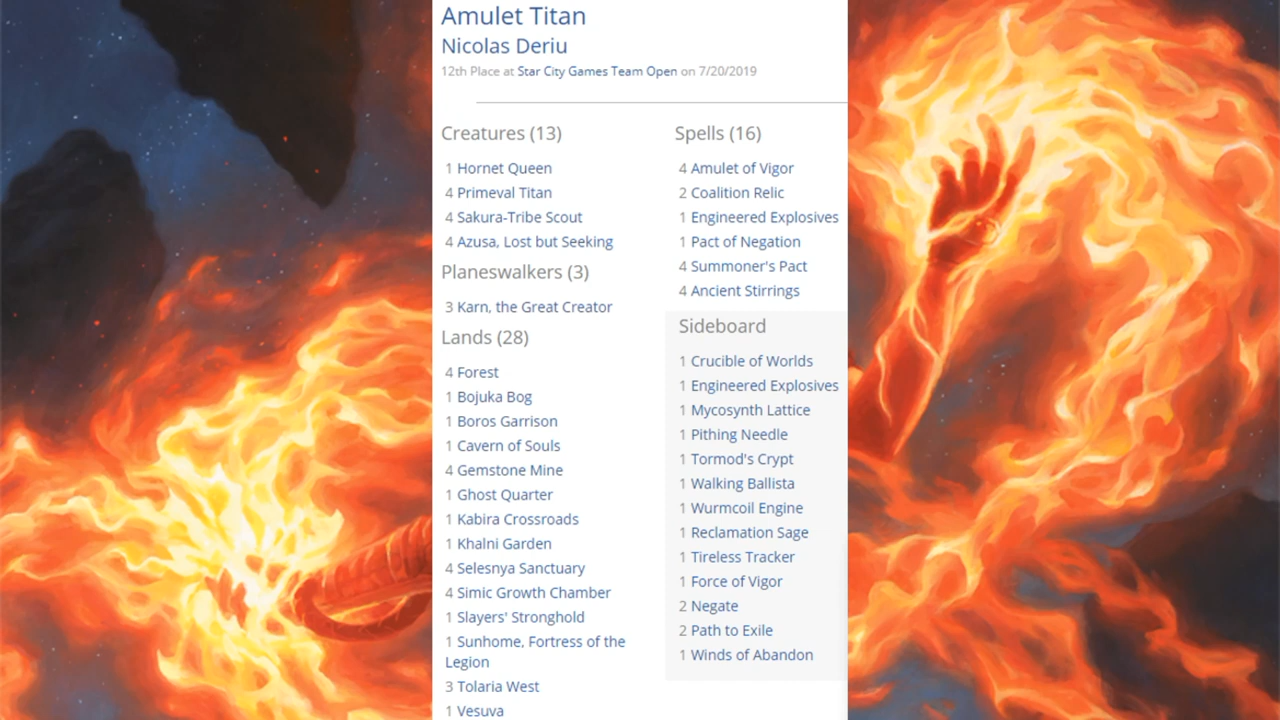 Amulet Titan
Nicolas Deriu
12th Place at Star City Games Team Open on 7/20/2019
Creatures (13)
1 Hornet Queen
4 Primeval Titan
4 Sakura-Tribe Scout
4 Azusa, Lost but Seeking
Planeswalkers (3)
3 Karn, the Great Creator
Lands (28)
4 Forest
1 Bojuka Bog
1 Boros Garrison
1 Cavern of Souls
4 Gemstone Mine
1 Ghost Quarter
1 Kabira Crossroads
1 Khalni Garden
4 Selesnya Sanctuary
4 Simic Growth Chamber
1 Slayers' Stronghold
1 Sunhome, Fortress of the
Legion
3 Tolaria West
1 Vesuva
Spells (16)
4 Amulet of Vigor
2 Coalition Relic
1 Engineered Explosives
1 Pact of Negation
4 Summoner's Pact
4 Ancient Stirrings
Sideboard
1 Crucible of Worlds
1 Engineered Explosives
1 Mycosynth Lattice
1 Pithing Needle
1 Tormod's Crypt
1 Walking Ballista
1 Wurmcoil Engine
1 Reclamation Sage
1 Tireless Tracker
1 Force of Vigor
2 Negate
2 Path to Exile
1 Winds of Abandon